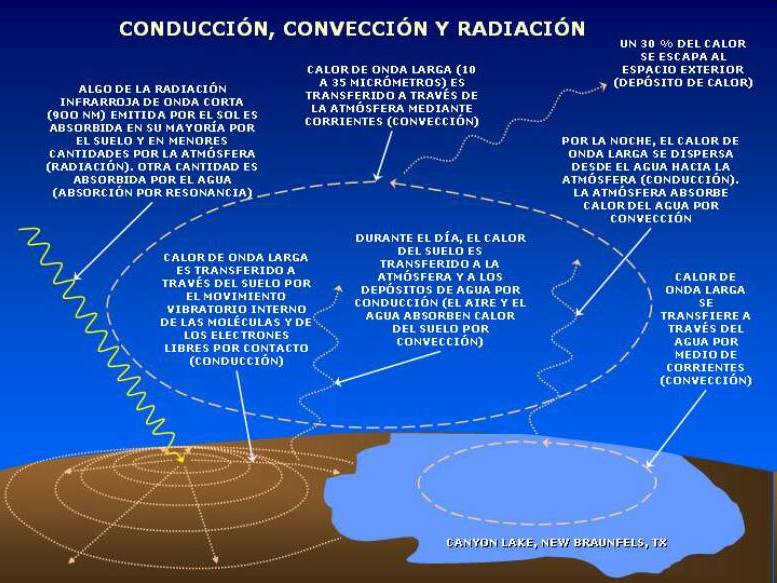 CONDUCCIÓN, CONVECCIÓN Y RADIACIÓN
UN 30 % DEL CALOR
SE ESCAPA AL
ESPACIO EXTERIOR
(DEPÓSITO DE CALOR)
CALOR DE ONDA LARGA (10
A 35 MICRÓMETROS) ES
TRANSFERIDO A TRAVÉS DE
LA ATMÓSFERA MEDIANTE
CORRIENTES (CONVECCIÓN)
ALGO DE LA RADIACIÓN
INFRARROJA DE ONDA CORTA
(900 NM) EMITIDA POR EL SOL ES
ABSORBIDA EN SU MAYORÍA POR
EL SUELO Y EN MENORES
CANTIDADES POR LA ATMÓSFERA
(RADIACIÓN). OTRA CANTIDAD ES
ABSORBIDA POR EL AGUA
(ABSORCIÓN POR RESONANCIA)
POR LA NOCHE, EL CALOR DE
ONDA LARGA SE DISPERSA
DESDE EL AGUA HACIA LA
ATMÓSFERA (CONDUCCIÓN).
LA ATMÓSFERA ABSORBE
CALOR DEL AGUA POR
CONVECCIÓN
CALOR DE ONDA LARGA
ES TRANSFERIDO A
TRAVÉS DEL SUELO POR
EL MOVIMIENTO
VIBRATORIO INTERNO
DE LAS MOLÉCULAS Y DE
LOS ELECTRONES
LIBRES POR CONTACTO
(CONDUCCIÓN)
DURANTE EL DÍA, EL CALOR
DEL SUELO ES
TRANSFERIDO A LA
ATMÓSFERA Y A LOS
DEPÓSITOS DE AGUA POR
CONDUCCIÓN (EL AIRE Y EL
AGUA ABSORBEN CALOR
DEL SUELO POR
CONVECCIÓN)
CALOR DE
ONDA LARGA
SE
TRANSFIERE A
TRAVÉS DEL
AGUA POR
MEDIO DE
CORRIENTES
(CONVECCIÓN)
CANYON LAKE, NEW BRAUNFELS, TX